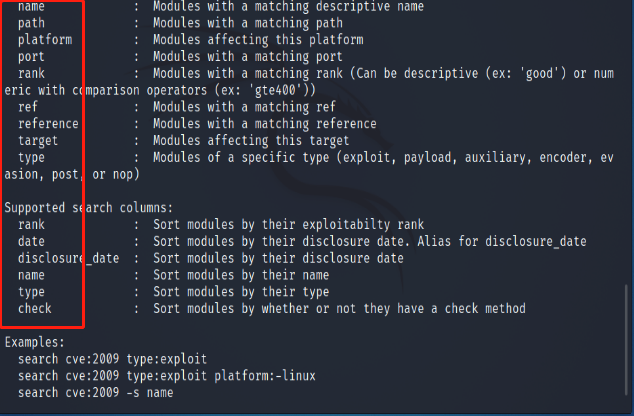 name             :  Modules with a matching descriptive name
path             :  Modules with a matching path
platform         :  Modules affecting this platform
port             :  Modules with a matching port
rank             :  Modules with a matching rank (Can be descriptive (ex: 'good') or num
eric with comparison operators (ex: 'gte400'))
ref              :  Modules with a matching ref
reference        :  Modules with a matching reference
target           :  Modules affecting this target
type             :  Modules of a specific type (exploit, payload, auxiliary, encoder, ev
asion, post, or nop)
Supported search columns:
rank             :  Sort modules by their exploitabilty rank
date             :  Sort modules by their disclosure date. Alias for disclosure_date
disclosure_date  :  Sort modules by their disclosure date
name             :  Sort modules by their name
type             :  Sort modules by their type
check            :  Sort modules by whether or not they have a check method
Examples:
search cve:2009 type:exploit
search cve:2009 type:exploit platform:-linux
search cve:2009 -s name